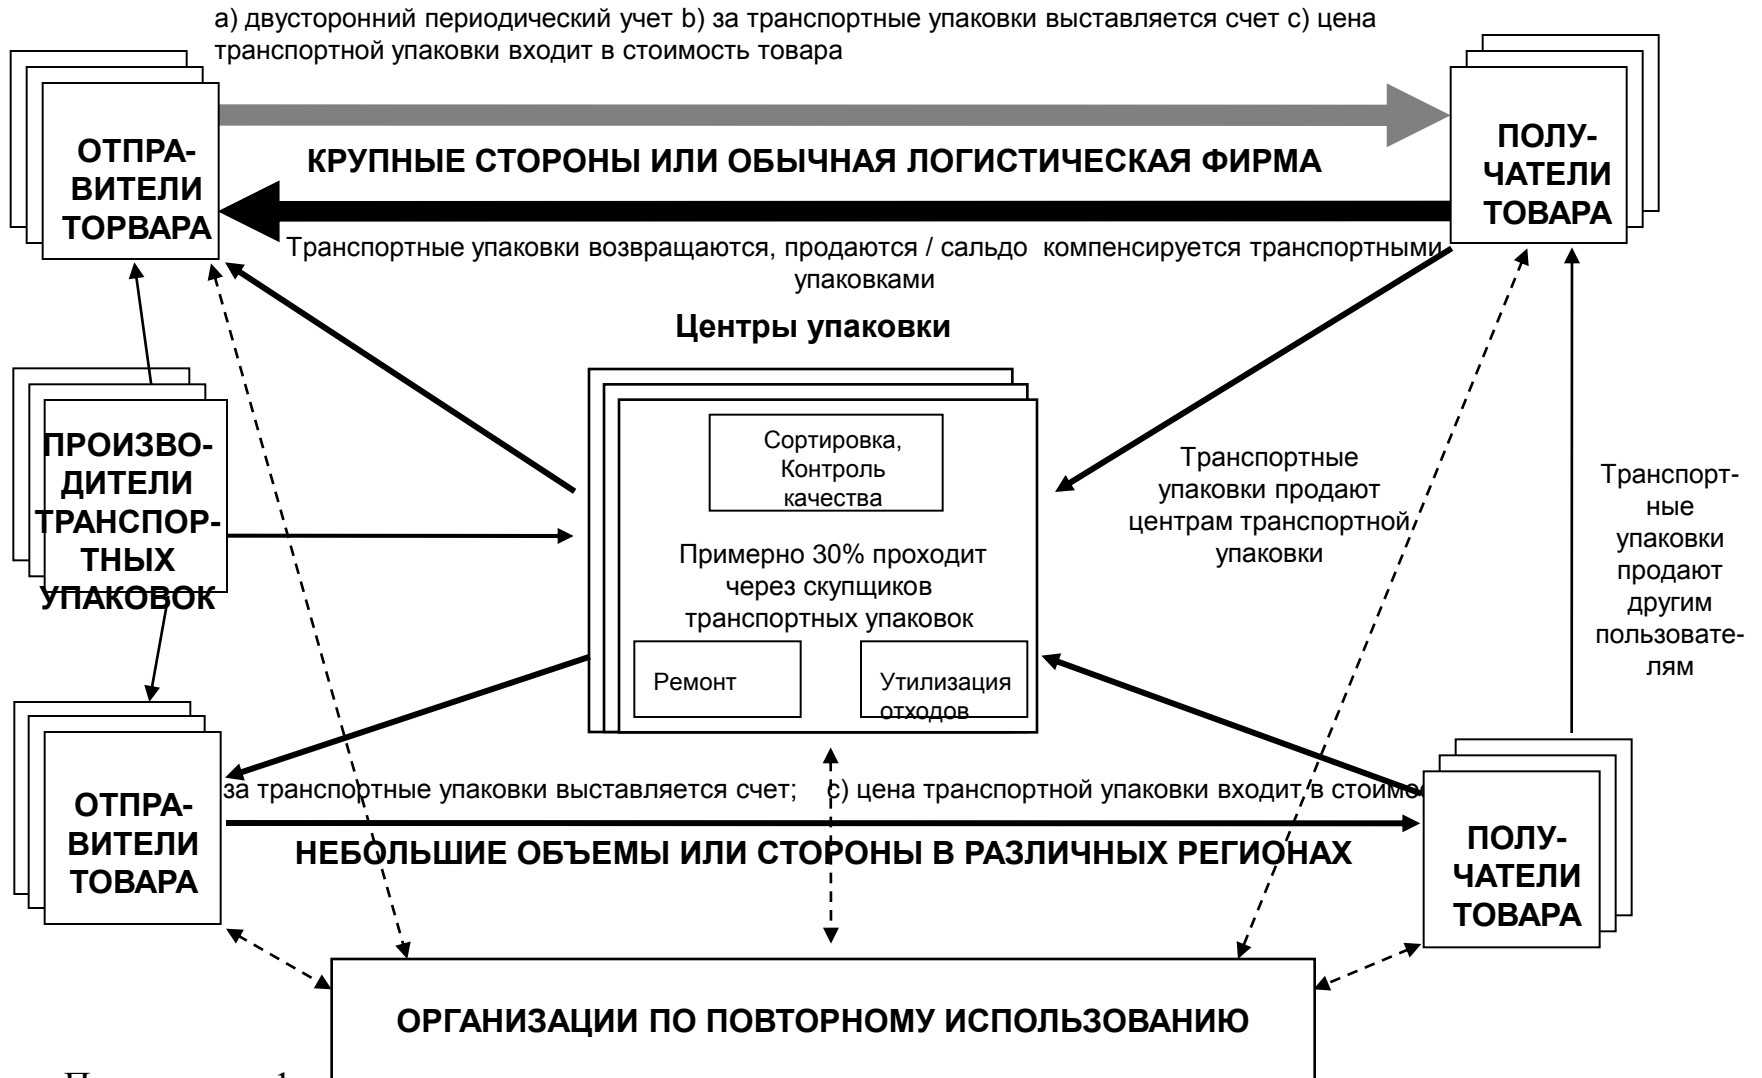 а) двусторонний периодический учет b) за транспортные упаковки выставляется счет с) цена
транспортной упаковки входит в стоимость товара
ОТПРА-
ВИТЕЛИ
ТОРВАРА
КРУПНЫЕ СТОРОНЫ ИЛИ ОБЫЧНАЯ ЛОГИСТИЧЕСКАЯ ФИРМА
ПОЛУ-
ЧАТЕЛИ
ТОВАРА
Транспортные упаковки возвращаются, продаются / сальдо компенсируется транспортными
упаковками
Центры упаковки
ПРОИЗВО-
ДИТЕЛИ
ТРАНСПОР-
ТНЫХ
УПАКОВОК
Сортировка,
Контроль
качества
Примерно 30% проходит
через скупщиков
транспортных упаковок
Ремонт
Утилизация
отходов
Транспортные
упаковки продают
центрам транспортной
упаковки
Транспорт-
ные
упаковки
продают
другим
пользовате-
лям
за транспортные упаковки выставляется счет; с) цена транспортной упаковки входит в
ОТПРА-
ВИТЕЛИ
ТОВАРА
НЕБОЛЬШИЕ ОБЪЕМЫ ИЛИ СТОРОНЫ В РАЗЛИЧНЫХ РЕГИОНАХ
ПОЛУ-
ЧАТЕЛИ
ТОВАРА
ОРГАНИЗАЦИИ ПО ПОВТОРНОМУ ИСПОЛЬЗОВАНИЮ